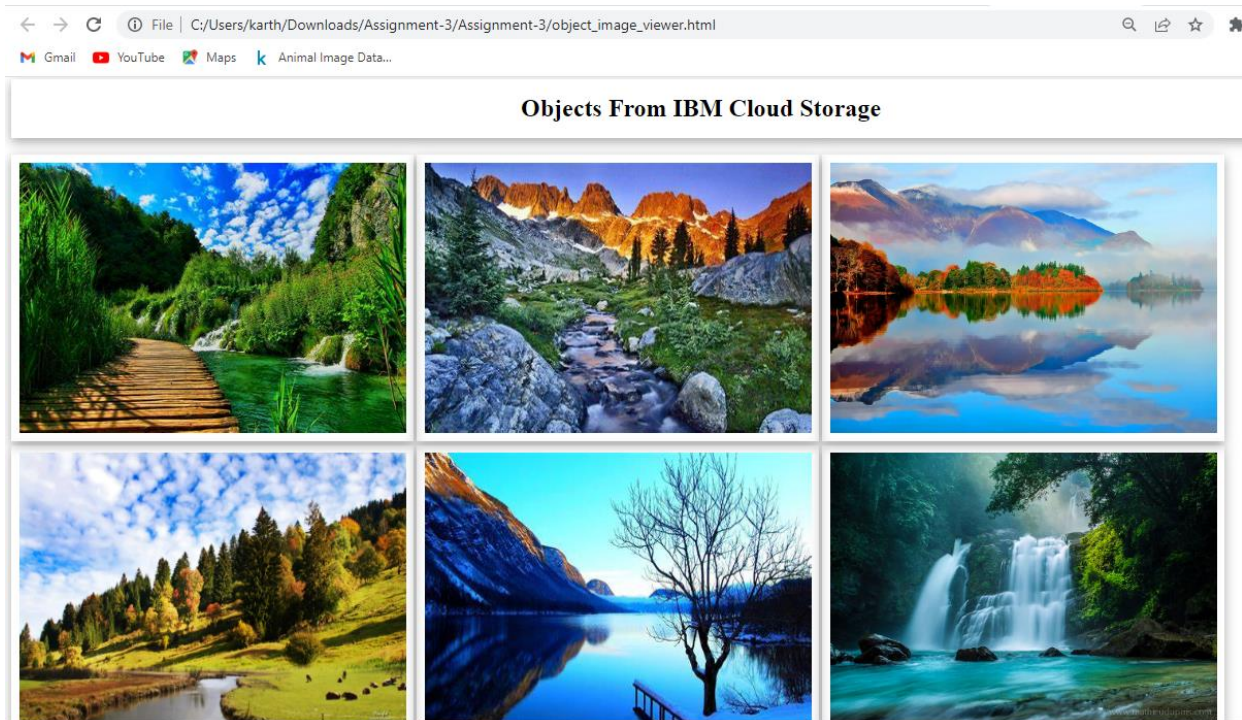 File | C:/Users/karth/Downloads/Assignment-3/Assignment-3/object_image_viewer.html
Gmail YouTube Maps k Animal Image Data...
Objects From IBM Cloud Storage